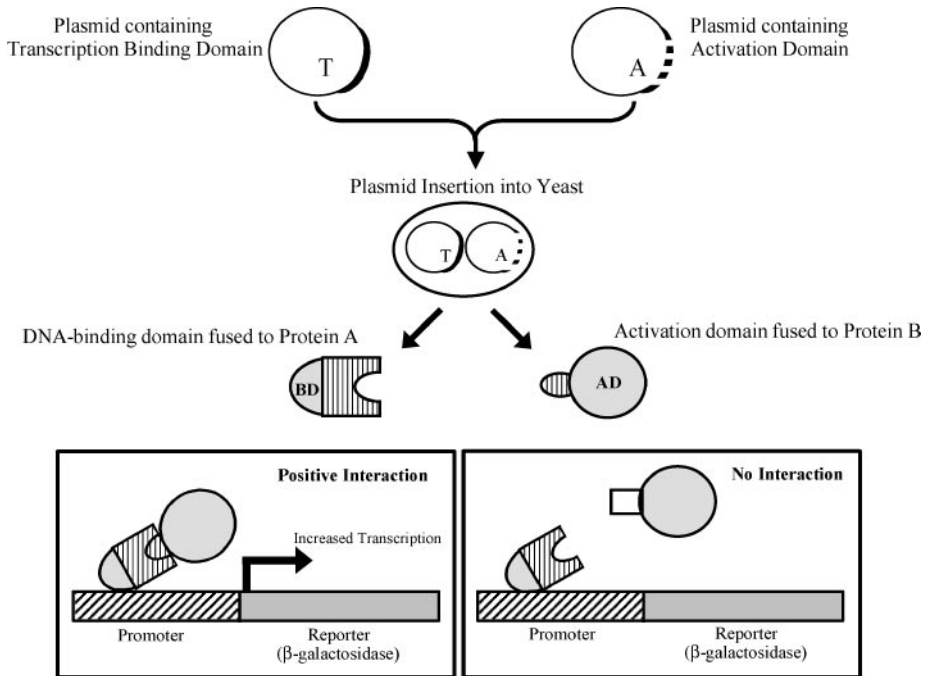 Plasmid containing
Transcription Binding Domain
T
Plasmid containing
Activation Domain
A
Plasmid Insertion into Yeast
T
A
DNA-binding domain fused to Protein A
Activation domain fused to Protein B
BD
AD
Positive Interaction
Increased Transcription
Promoter
Reporter
(β-galactosidase)
No Interaction
Promoter
Reporter
(β-galactosidase)